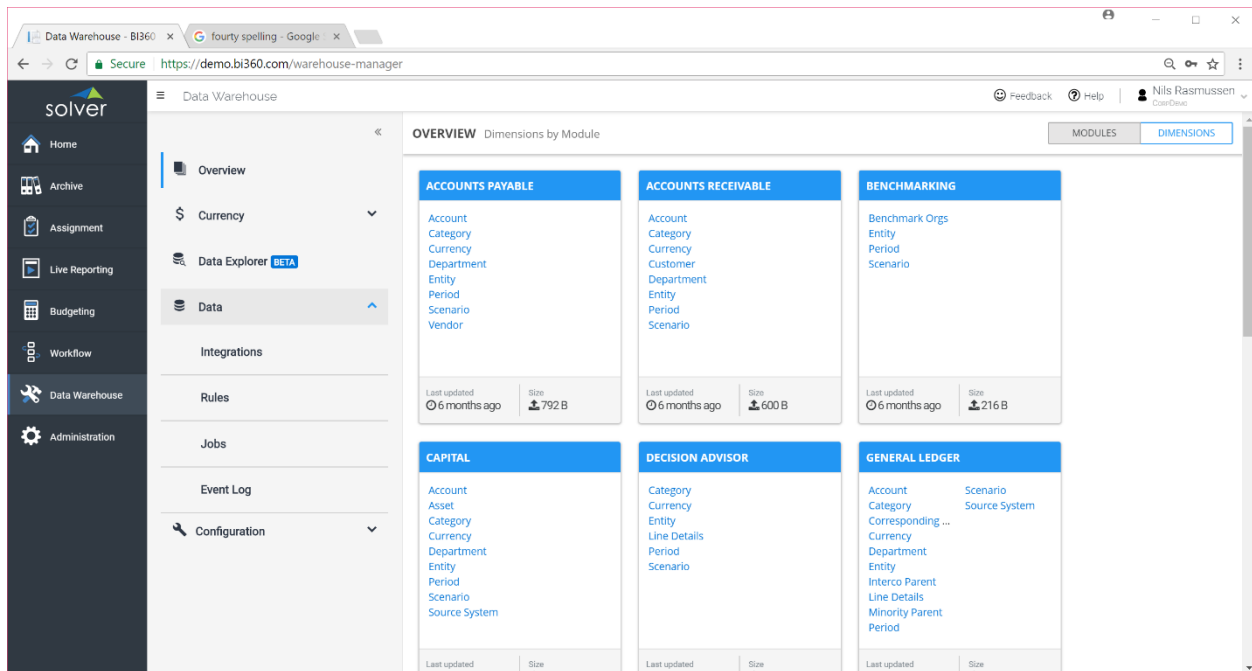 Data Warehouse - BI360
fourty spelling - Google
Secure https://demo.bi360.com/warehouse-manager
solver
Data Warehouse
Feedback
Help
Nils Rasmussen
Home
Archive
Assignment
Live Reporting
Budgeting
Workflow
Data Warehouse
Administration
Overview
Currency
Data Explorer BETA
Data
Integrations
Rules
Jobs
Event Log
Configuration
OVERVIEW Dimensions by Module
MODULES
DIMENSIONS
ACCOUNTS PAYABLE
Account
Category
Currency
Department
Entity
Period
Scenario
Vendor
Last updated
6 months ago
Size
792 B
ACCOUNTS RECEIVABLE
Account
Category
Currency
Customer
Department
Entity
Period
Scenario
Last updated
6 months ago
Size
600 B
BENCHMARKING
Benchmark Orgs
Entity
Period
Scenario
Last updated
6 months ago
Size
216 B
CAPITAL
Account
Asset
Category
Currency
Department
Entity
Period
Scenario
Source System
Last updated
Size
DECISION ADVISOR
Category
Currency
Entity
Line Details
Period
Scenario
Last updated
Size
GENERAL LEDGER
Account
Category
Corresponding ...
Currency
Department
Entity
Interco Parent
Line Details
Minority Parent
Period
Scenario
Source System
Last updated
Size